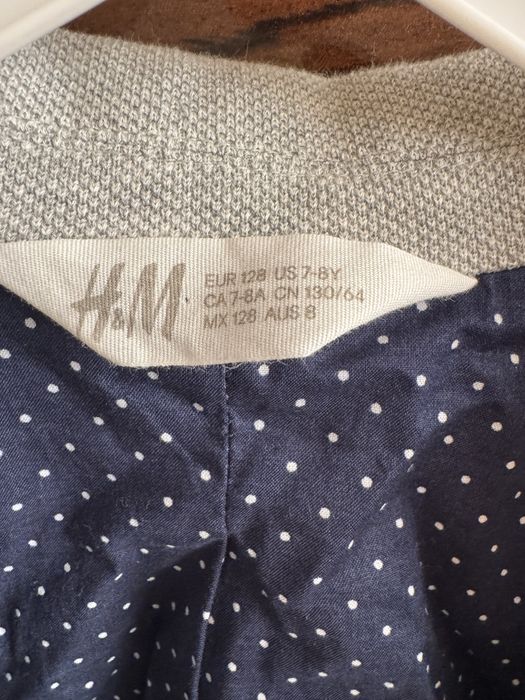 H&M
EUR 128 US 7-8Y
CA 7-8A CN 130/64
MX 128 AUS 8